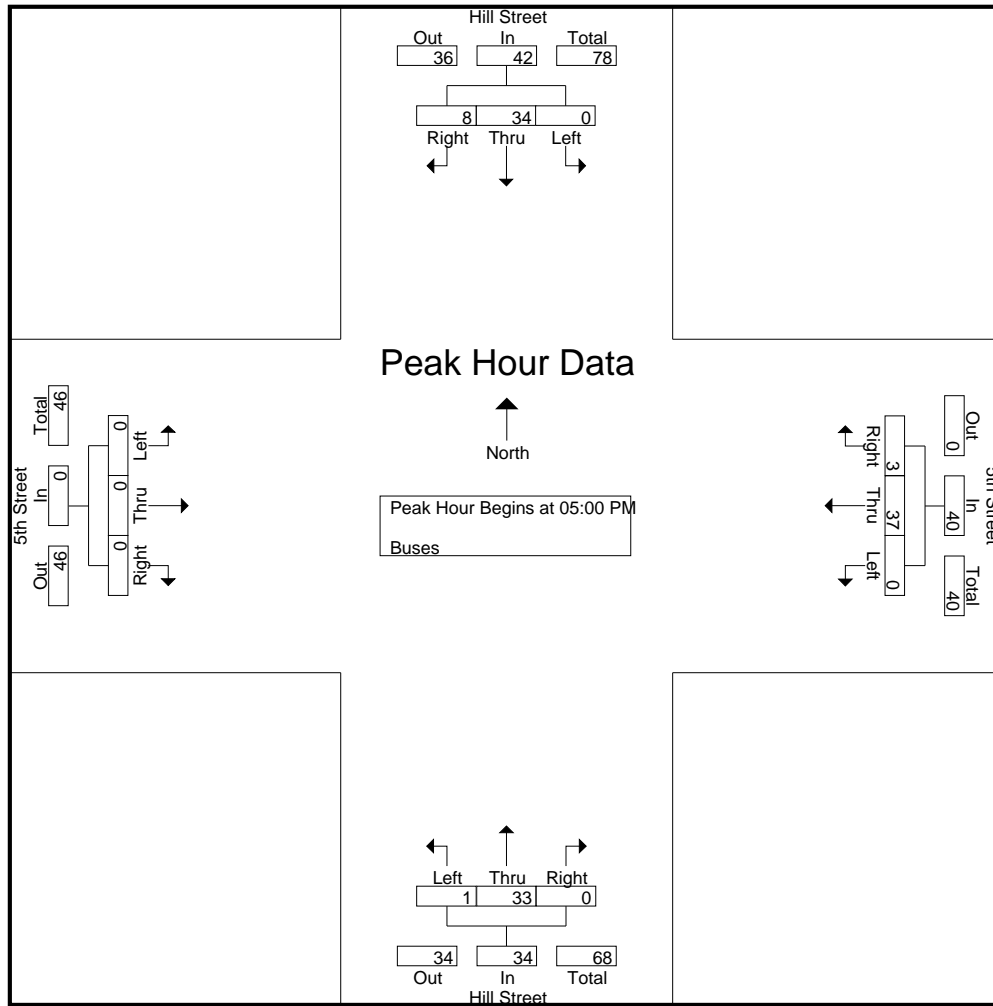 Hill Street
Out In Total
36 42 78
8 34 0
Right Thru Left
Peak Hour Data
North
Peak Hour Begins at 05:00 PM
Buses
5th Street
Total In Out
46 0 46
0 0 0
Left Thru Right
Right Thru Left
3 37 0
0 40 40
Out In Total
5th Street
Left Thru Right
1 33 0
34 34 68
Out In Total
Hill Street